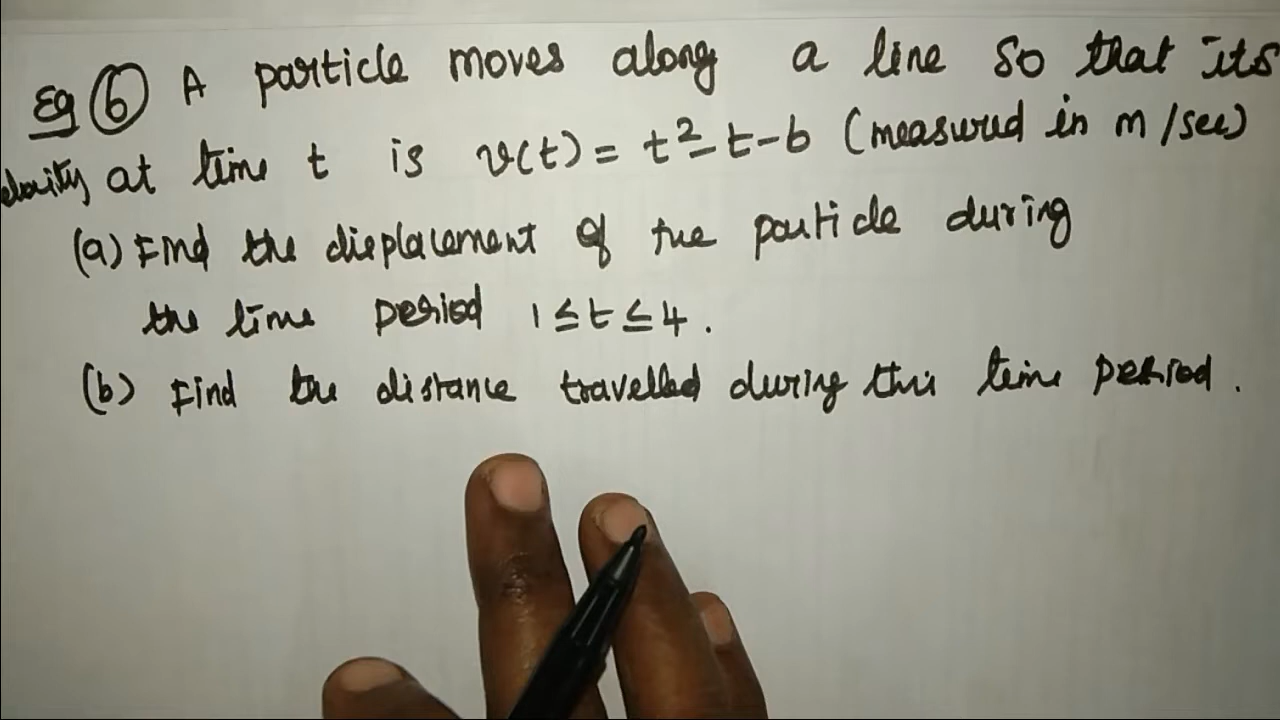 Eg 6 A particle moves along a line so that its
at time t is v(t) = t² - t - 6 (measured in m/sec)
(a) Find the displacement of the particle during
the time period 1 ≤ t ≤ 4.
(b) Find the distance travelled during this time period.